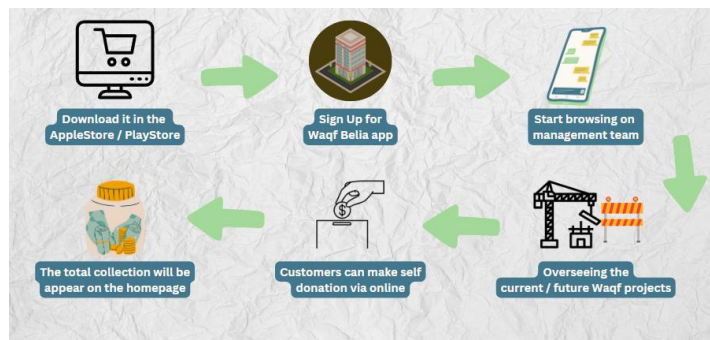 Download it in the
AppleStore / PlayStore
Sign Up for
Waqf Belia app
Start browsing on
management team
Overseeing the
current / future Waqf projects
$
Customers can make self
donation via online
The total collection will be
appear on the homepage